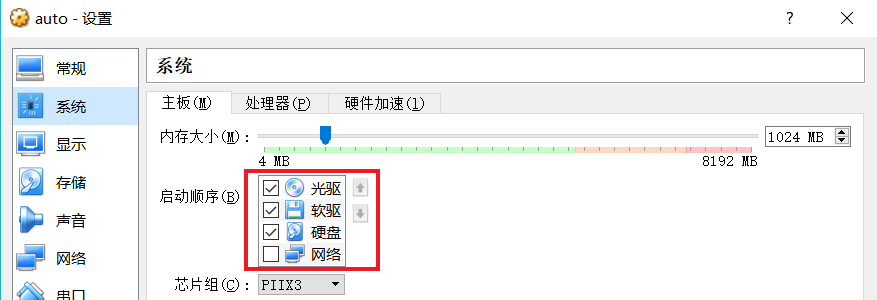 auto - 设置
?
常规
系统
显示
存储
声音
网络
串口
系统
主板(M) 处理器(P) 硬件加速(l)
内存大小(M): 1024 MB
4 MB 8192 MB
启动顺序(B)
光驱
软驱
硬盘
网络
芯片组(C): PIIX3